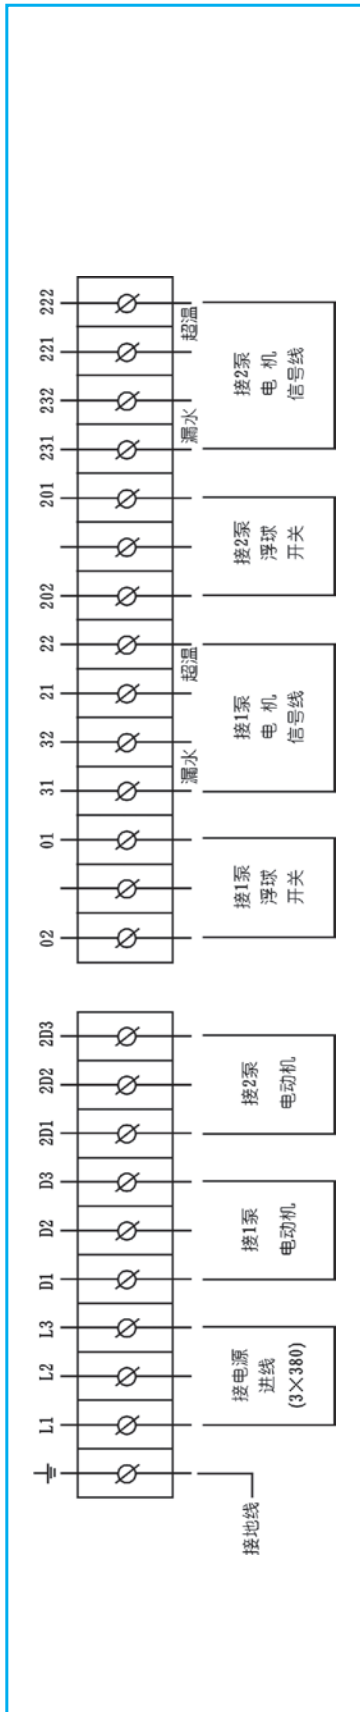 L1 L2 L3 D1 D2 D3 2D1 2D2 2D3 02 01 31 32 21 22 202 201 231 232 221 222
漏水 超温 漏水 超温
接地线
接电源
进线
(3×380)
接1泵
电动机
接2泵
电动机
接1泵
浮球
开关
接1泵
电 机
信号线
接2泵
浮球
开关
接2泵
电 机
信号线